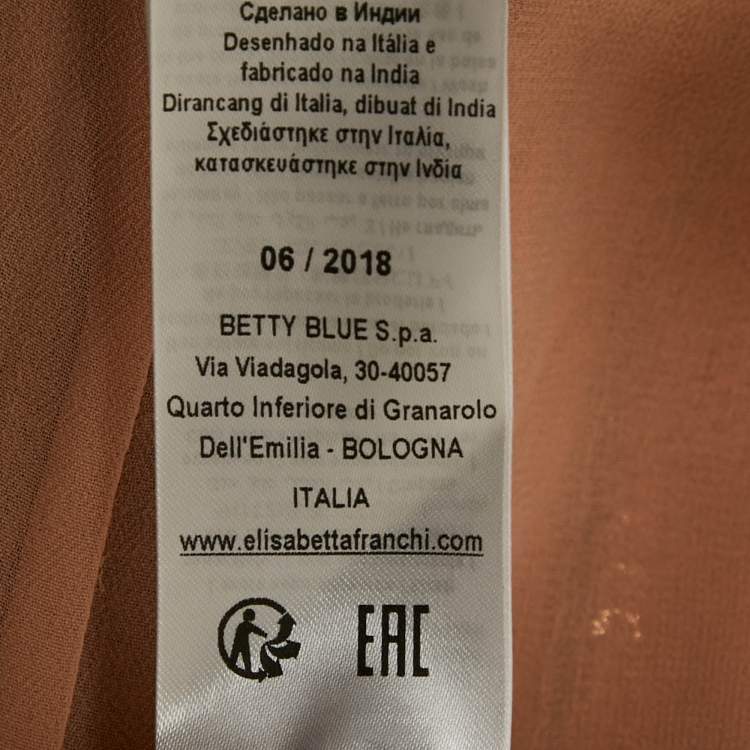 Сделано в Индии
Desenhado na Itália e
fabricado na India
Dirancang di Italia, dibuat di India
Σχεδιάστηκε στην Ιταλία,
κατασκευάστηκε στην Ινδία
06 / 2018
BETTY BLUE S.p.a.
Via Viadagola, 30-40057
Quarto Inferiore di Granarolo
Dell'Emilia - BOLOGNA
ITALIA
www.elisabettafranchi.com
EAC